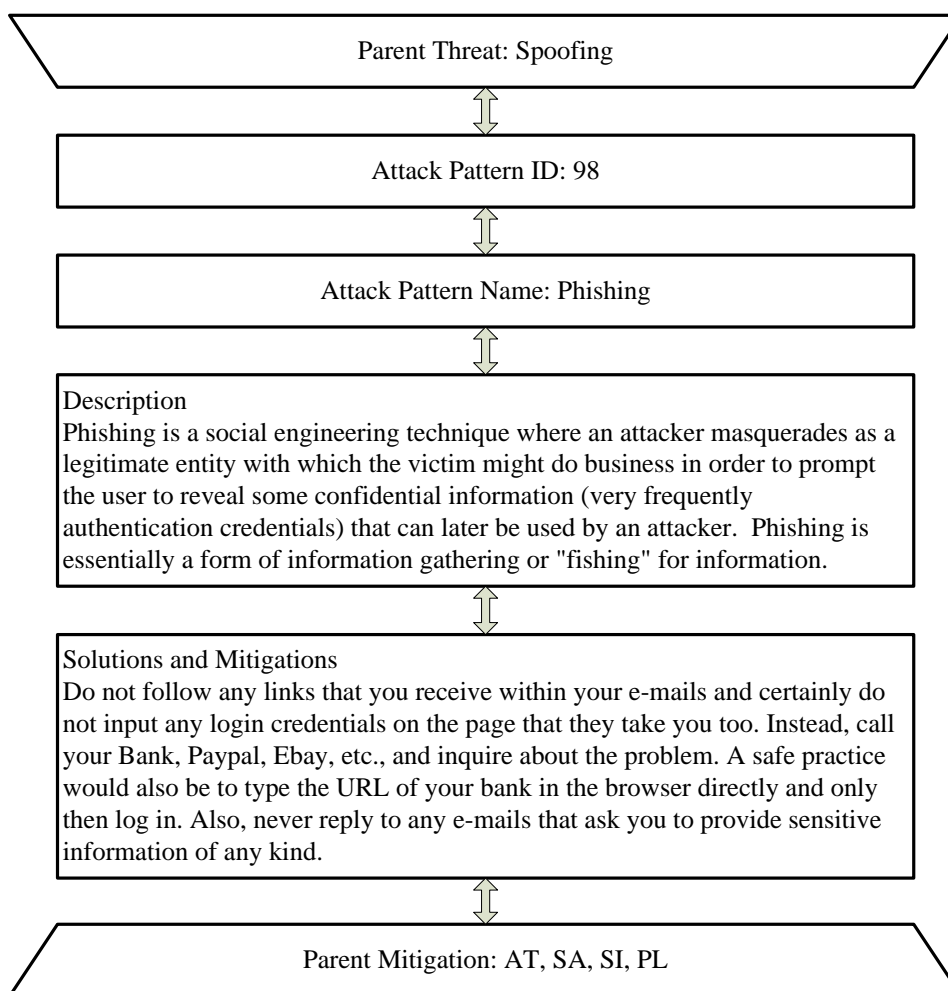 Parent Threat: Spoofing
Attack Pattern ID: 98
Attack Pattern Name: Phishing
Description
Phishing is a social engineering technique where an attacker masquerades as a
legitimate entity with which the victim might do business in order to prompt
the user to reveal some confidential information (very frequently
authentication credentials) that can later be used by an attacker.  Phishing is
essentially a form of information gathering or "fishing" for information.
Solutions and Mitigations
Do not follow any links that you receive within your e-mails and certainly do
not input any login credentials on the page that they take you too. Instead, call
your Bank, Paypal, Ebay, etc., and inquire about the problem. A safe practice
would also be to type the URL of your bank in the browser directly and only
then log in. Also, never reply to any e-mails that ask you to provide sensitive
information of any kind.
Parent Mitigation: AT, SA, SI, PL